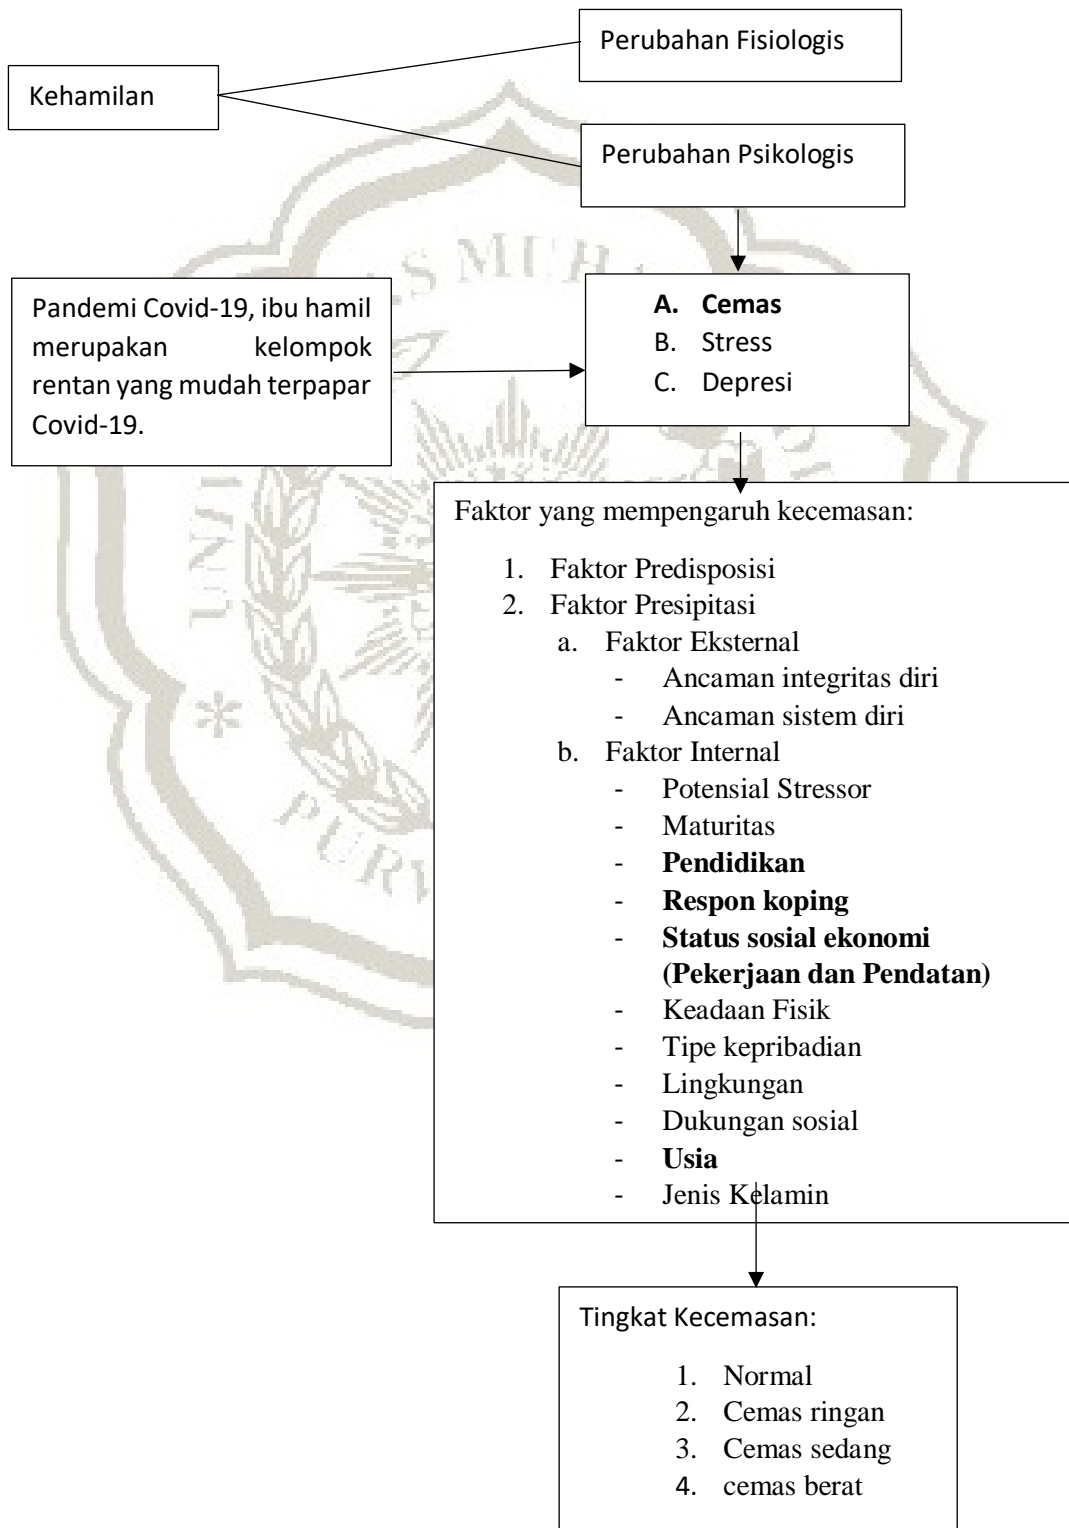 Perubahan Fisiologis
Kehamilan
Perubahan Psikologis
Pandemi Covid-19, ibu hamil
merupakan kelompok
rentan yang mudah terpapar
Covid-19.
A. Cemas
B. Stress
C. Depresi
Faktor yang mempengaruh kecemasan:
1. Faktor Predisposisi
2. Faktor Presipitasi
a. Faktor Eksternal
- Ancaman integritas diri
- Ancaman sistem diri
b. Faktor Internal
- Potensial Stressor
- Maturitas
- Pendidikan
- Respon koping
- Status sosial ekonomi
(Pekerjaan dan Pendatan)
- Keadaan Fisik
- Tipe kepribadian
- Lingkungan
- Dukungan sosial
- Usia
- Jenis Kelamin
Tingkat Kecemasan:
1. Normal
2. Cemas ringan
3. Cemas sedang
4. cemas berat